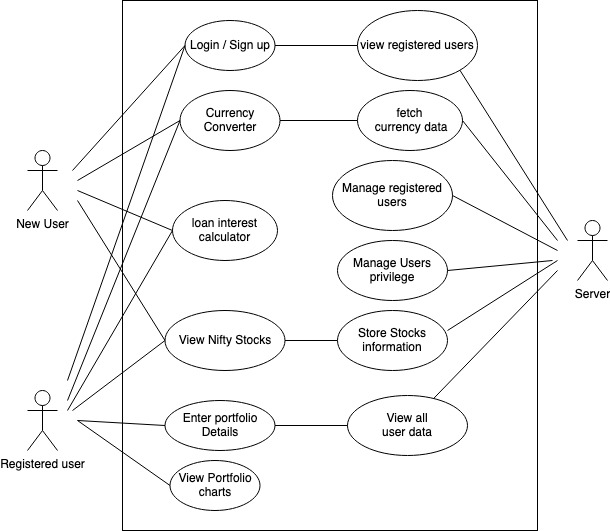 Login / Sign up
view registered users
Currency
Converter
fetch
currency data
Manage registered
users
New User
loan interest
calculator
Manage Users
privilege
Server
View Nifty Stocks
Store Stocks
information
Enter portfolio
Details
View all
user data
Registered user
View Portfolio
charts